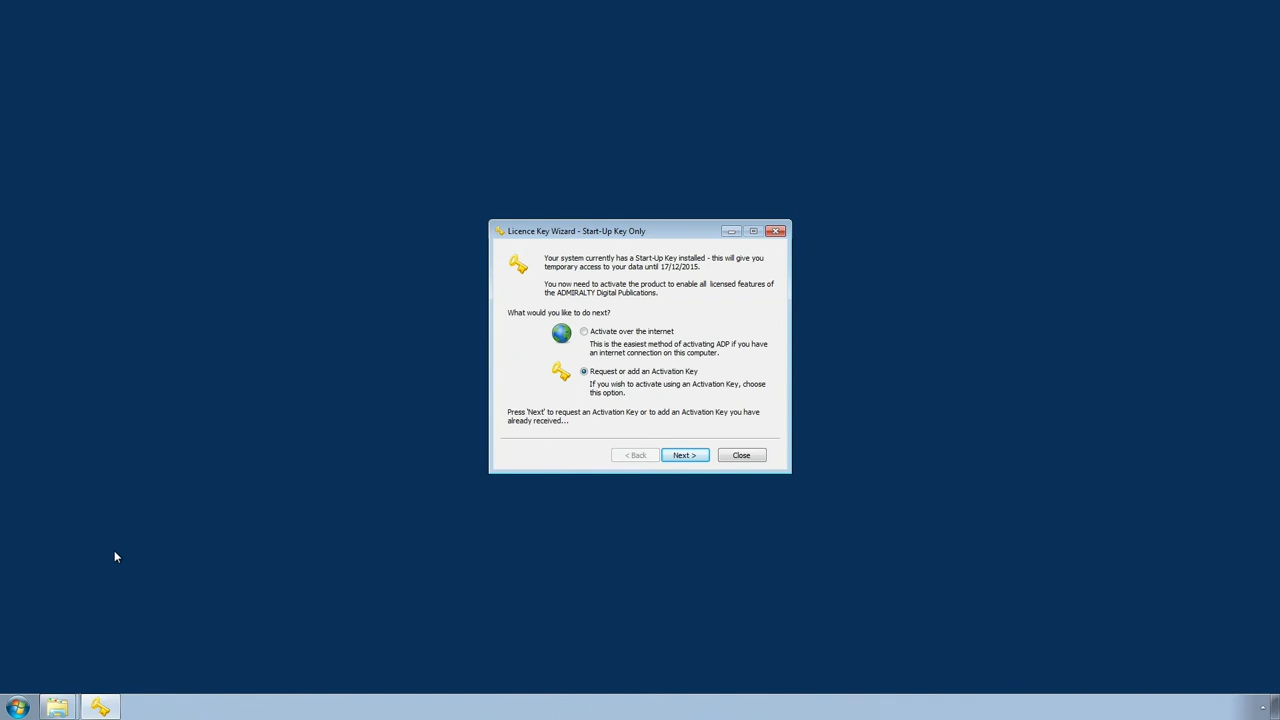 Licence Key Wizard - Start-Up Key Only
Your system currently has a Start-Up Key installed - this will give you
temporary access to your data until 17/12/2015.
You now need to activate the product to enable all licensed features of
the ADMIRALTY Digital Publications.
What would you like to do next?
Activate over the internet
This is the easiest method of activating ADP if you have
an internet connection on this computer.
Request or add an Activation Key
If you wish to activate using an Activation Key, choose
this option.
Press 'Next' to request an Activation Key or to add an Activation Key you have
already received...
< Back Next > Close